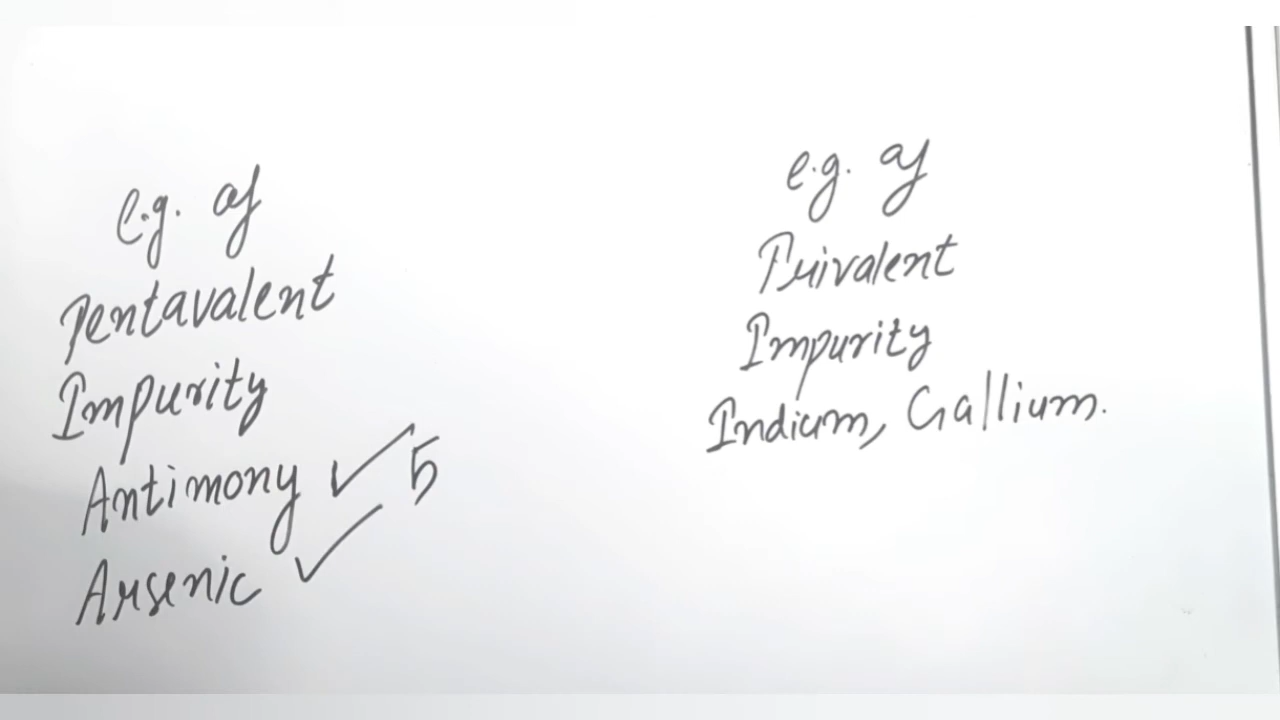 e.g. of
Pentavalent
Impurity
Antimony ✓ 5
Arsenic ✓
e.g. of
Trivalent
Impurity
Indium, Gallium.